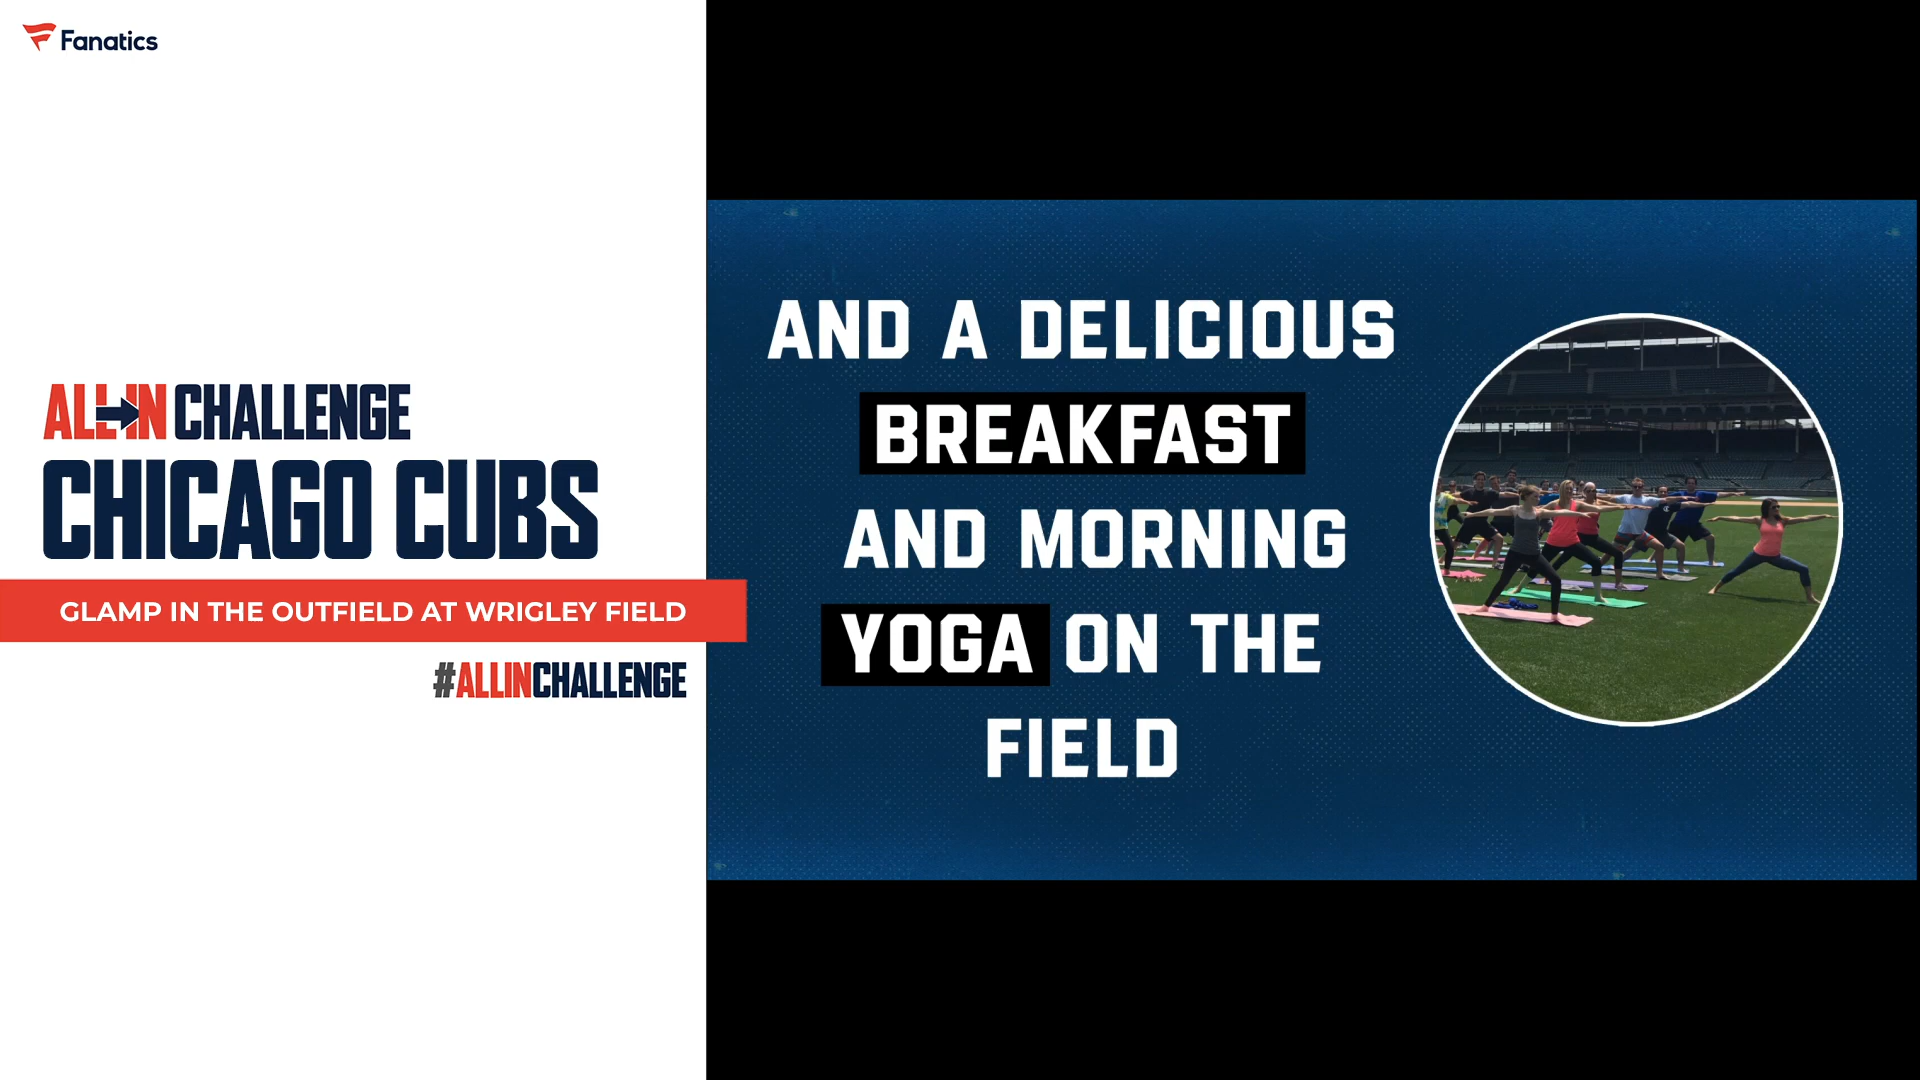 Fanatics
ALL IN CHALLENGE
CHICAGO CUBS
GLAMP IN THE OUTFIELD AT WRIGLEY FIELD
#ALLINCHALLENGE
AND A DELICIOUS
BREAKFAST
AND MORNING
YOGA ON THE
FIELD